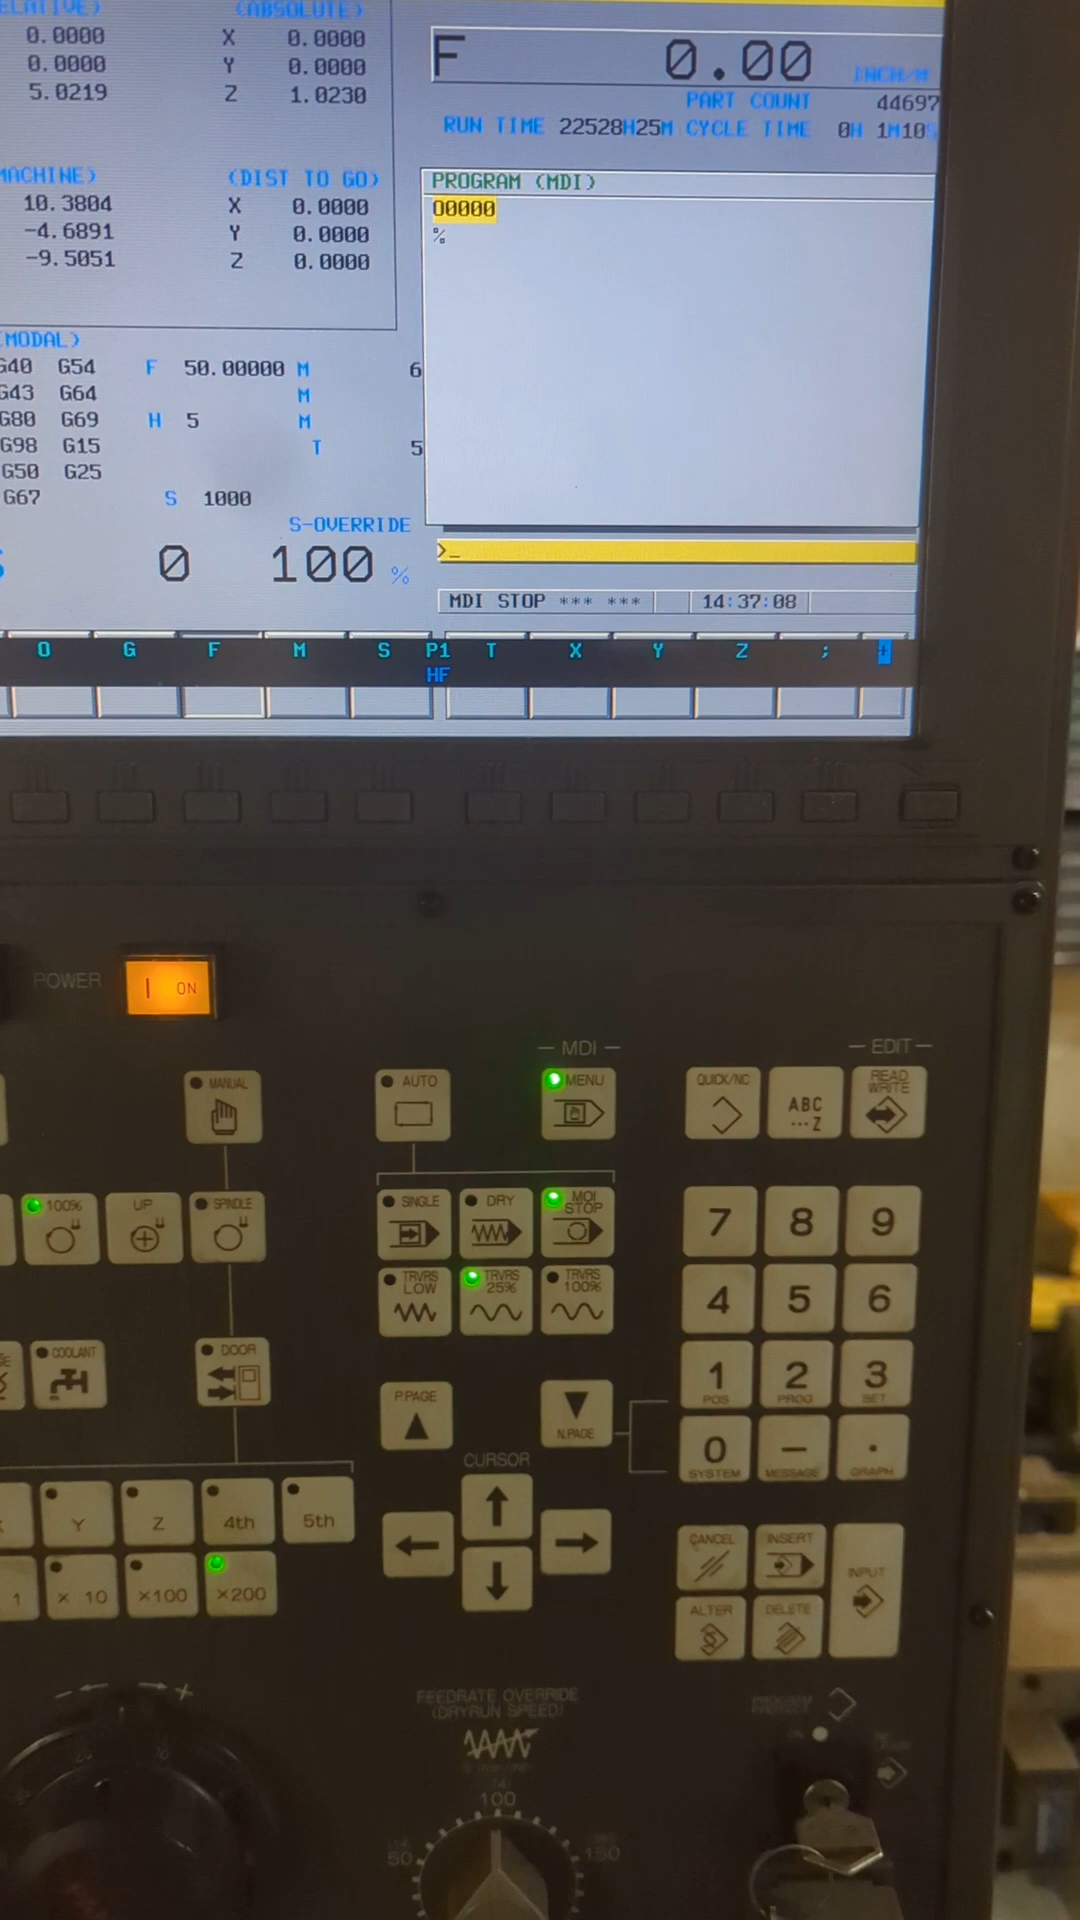 (ABSOLUTE)
0.0000 X 0.0000
0.0000 Y 0.0000
5.0219 Z 1.0230
F 0.00 INCH/M
PART COUNT 44697
RUN TIME 22528H25M CYCLE TIME 0H 1M10S
MACHINE) (DIST TO GO)
10.3804 X 0.0000
-4.6891 Y 0.0000
-9.5051 Z 0.0000
PROGRAM (MDI)
O0000
%
(MODAL)
G40 G54 F 50.00000 M 6
G43 G64 M
G80 G69 H 5 M
G98 G15 T 5
G50 G25
G67 S 1000
S-OVERRIDE
0 100 %
>_
MDI STOP *** *** 14:37:08
O G F M S P1 T X Y Z ; +
HF
POWER | ON
— MDI — — EDIT —
MANUAL AUTO MENU QUICK/NC ABC ...Z READ WRITE
100% UP SPINDLE SINGLE DRY MDI STOP 7 8 9
TRVRS LOW TRVRS 25% TRVRS 100% 4 5 6
COOLANT DOOR 1 POS 2 PROG 3 SET
P.PAGE N.PAGE
0 SYSTEM — MESSAGE . GRAPH
CURSOR
Y Z 4th 5th
1 × 10 ×100 ×200
CANCEL INSERT INPUT
ALTER DELETE
− +
FEEDRATE OVERRIDE
(DRYRUN SPEED)
100
50 150